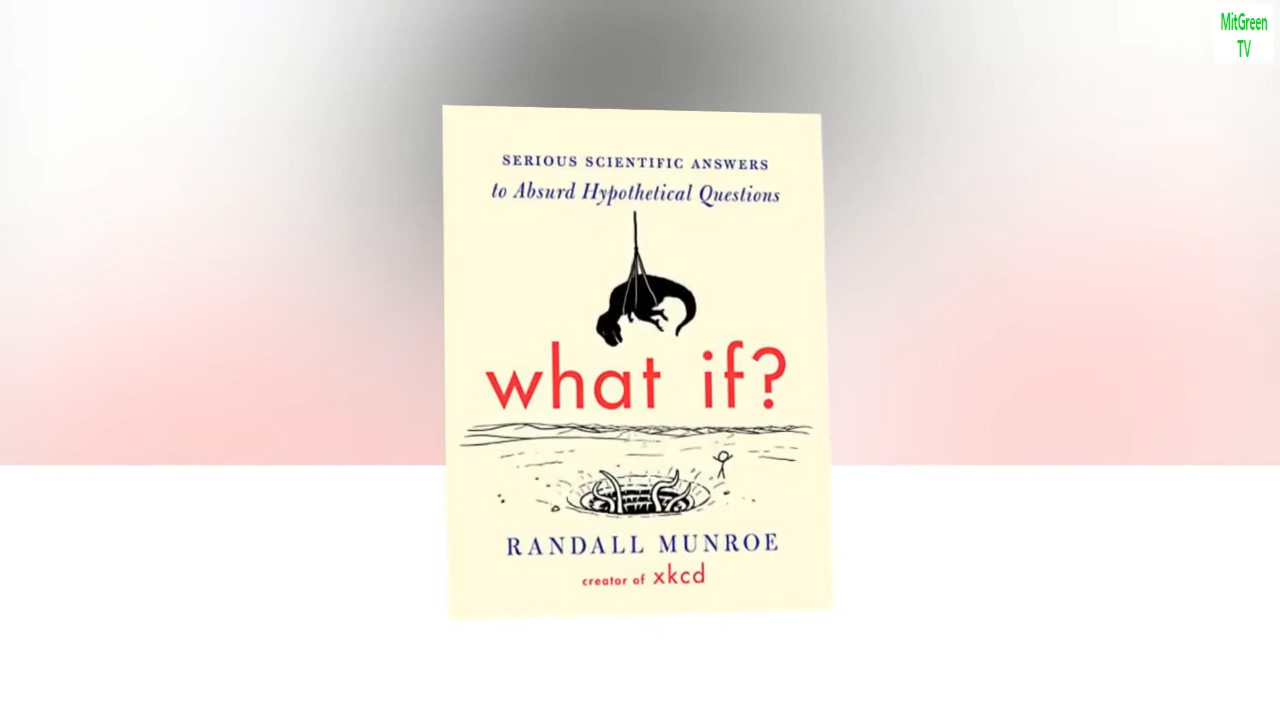 MitGreen
TV
SERIOUS SCIENTIFIC ANSWERS
to Absurd Hypothetical Questions
what if?
RANDALL MUNROE
creator of xkcd